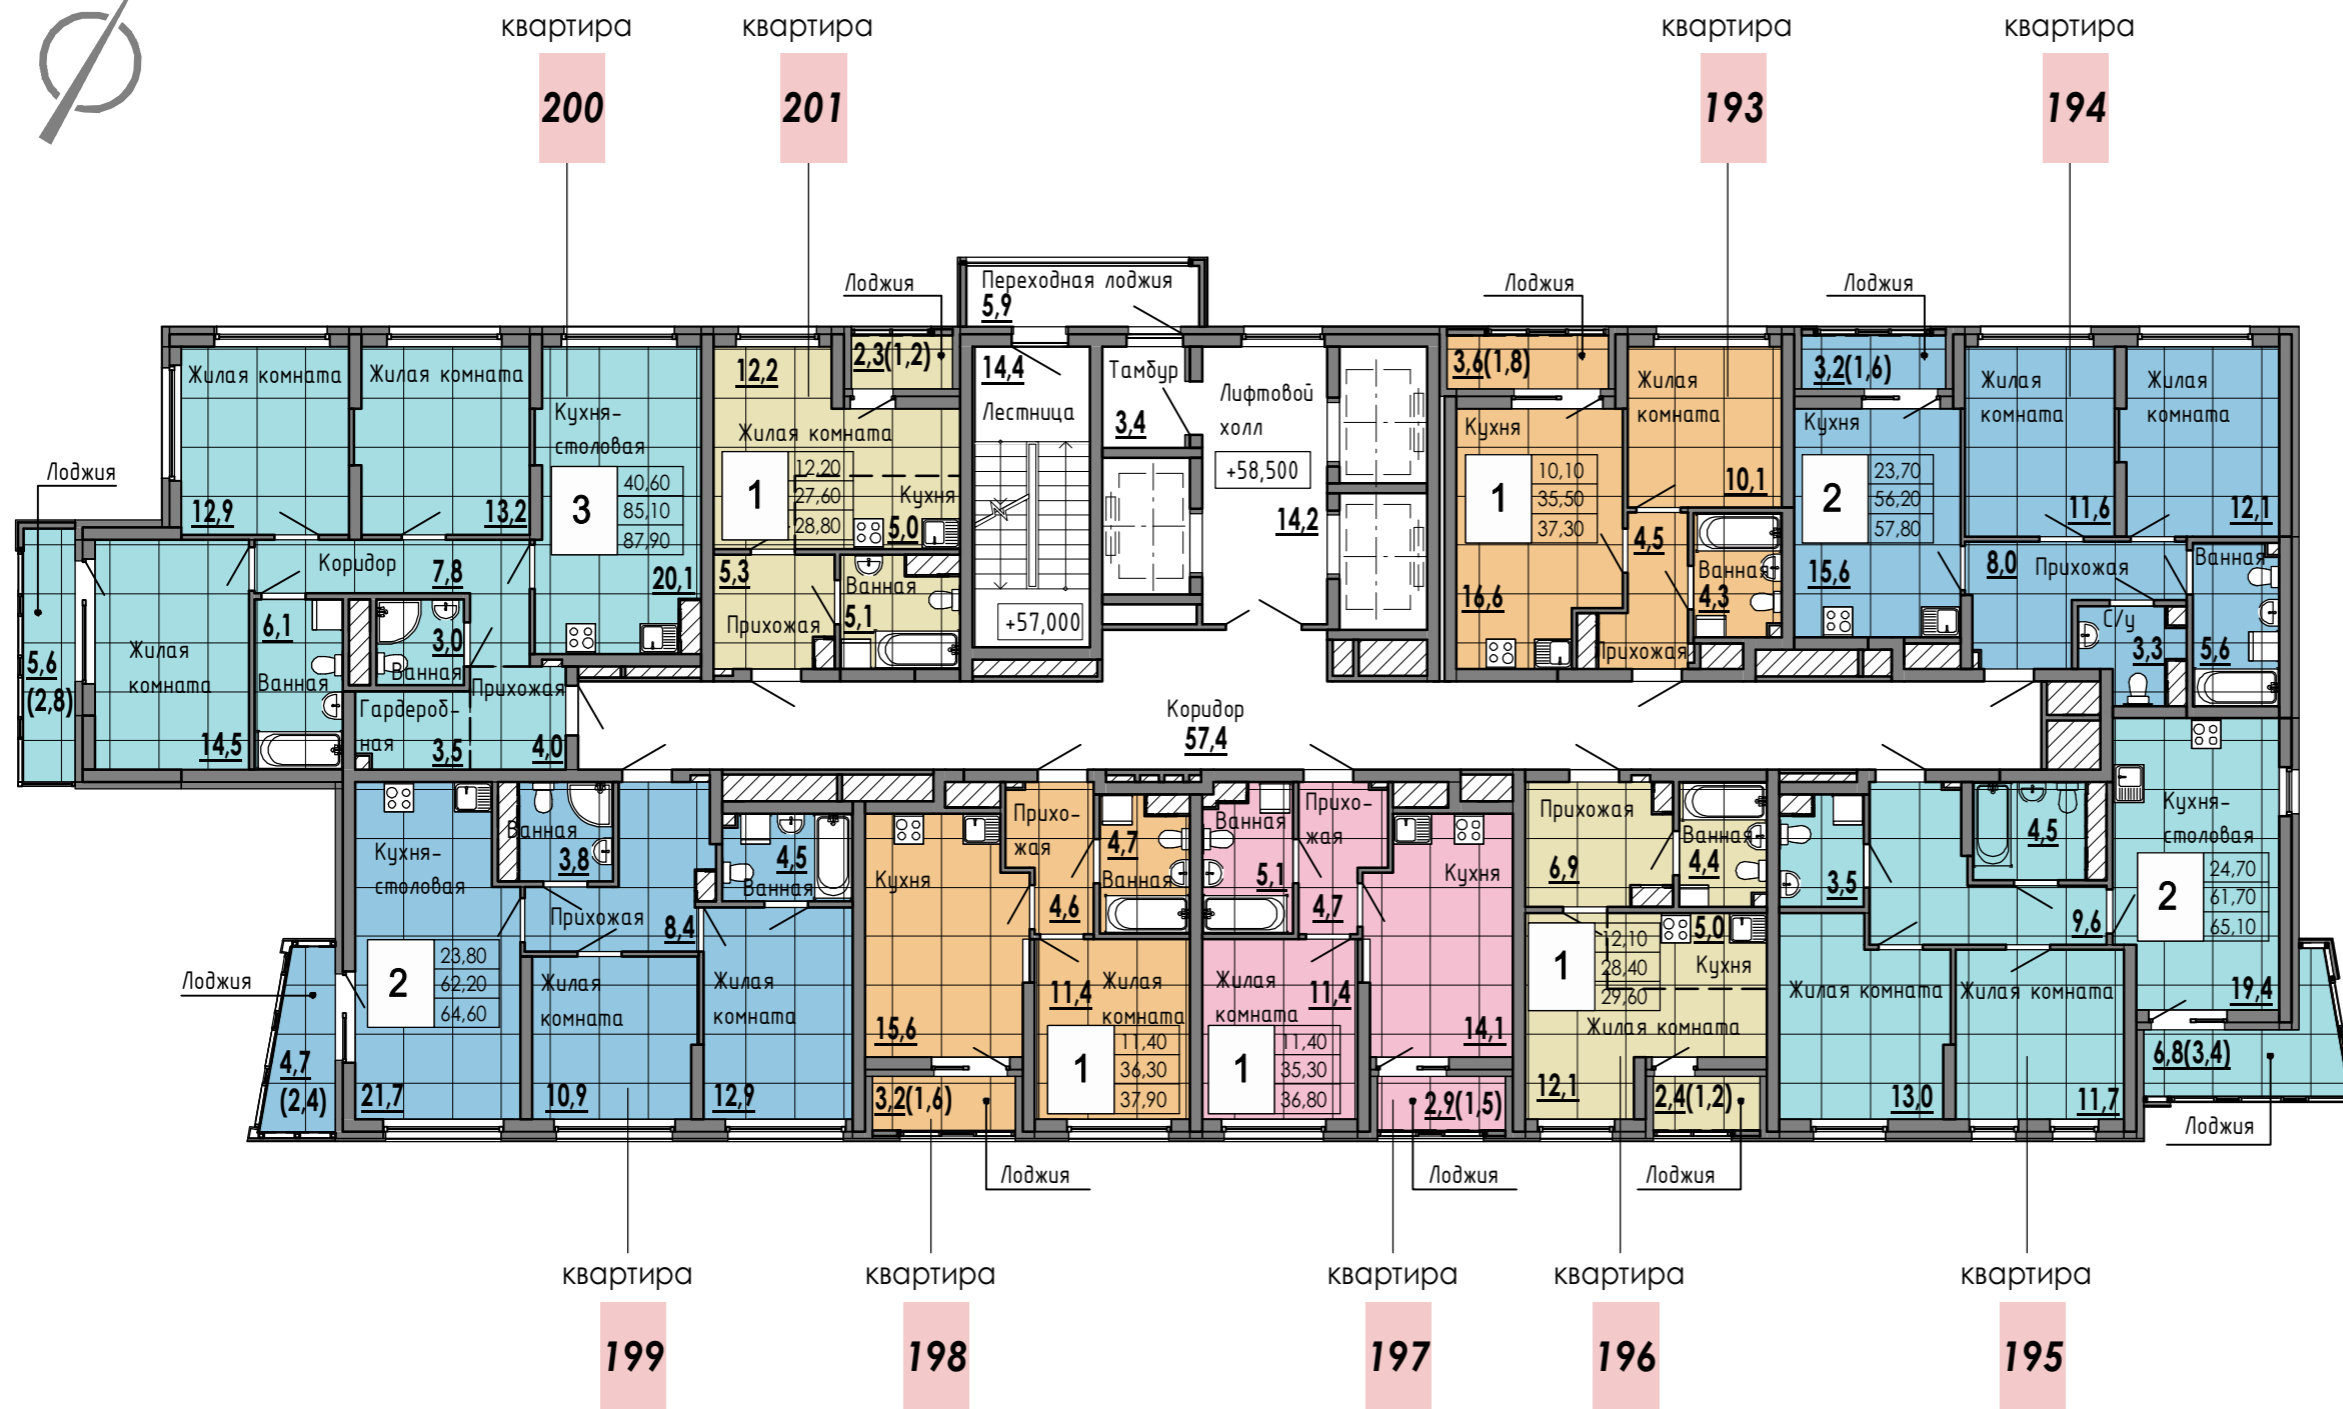 квартира
200
квартира
201
квартира
193
квартира
194
Лоджия
Переходная лоджия
5,9
Лоджия
Лоджия
Жилая комната
12,9
Жилая комната
13,2
Кухня-
столовая
3
40,60
85,10
87,90
20,1
12,2
2,3(1,2)
Жилая комната
1
12,20
27,60
28,80
Кухня
5,0
5,3
Прихожая
Ванная
5,1
14,4
Лестница
+57,000
Тамбур
3,4
Лифтовой
холл
+58,500
14,2
3,6(1,8)
Кухня
1
10,10
35,50
37,30
16,6
Жилая
комната
10,1
4,5
Прихожая
Ванная
4,3
3,2(1,6)
Кухня
2
23,70
56,20
57,80
15,6
Жилая
комната
11,6
Жилая
комната
12,1
8,0
Прихожая
Ванная
5,6
С/у
3,3
Лоджия
5,6
(2,8)
Жилая
комната
14,5
Коридор
7,8
6,1
Ванная
3,0
Ванная
Прихожая
4,0
Гардероб-
ная
3,5
Коридор
57,4
Кухня-
столовая
2
23,80
62,20
64,60
21,7
Лоджия
4,7
(2,4)
Ванная
3,8
Прихожая
8,4
4,5
Ванная
Жилая
комната
10,9
Жилая
комната
12,9
Кухня
15,6
3,2(1,6)
Прихо-
жая
4,6
4,7
Ванная
11,4
Жилая
комната
1
11,40
36,30
37,90
Ванная
5,1
Прихо-
жая
4,7
Кухня
14,1
Жилая
комната
11,4
1
11,40
35,30
36,80
2,9(1,5)
Прихожая
6,9
Ванная
4,4
1
12,10
28,40
29,60
5,0
Кухня
Жилая комната
12,1
2,4(1,2)
3,5
4,5
9,6
Жилая комната
13,0
Жилая комната
11,7
Кухня-
столовая
2
24,70
61,70
65,10
19,4
6,8(3,4)
Лоджия
Лоджия
Лоджия
Лоджия
квартира
199
квартира
198
квартира
197
квартира
196
квартира
195